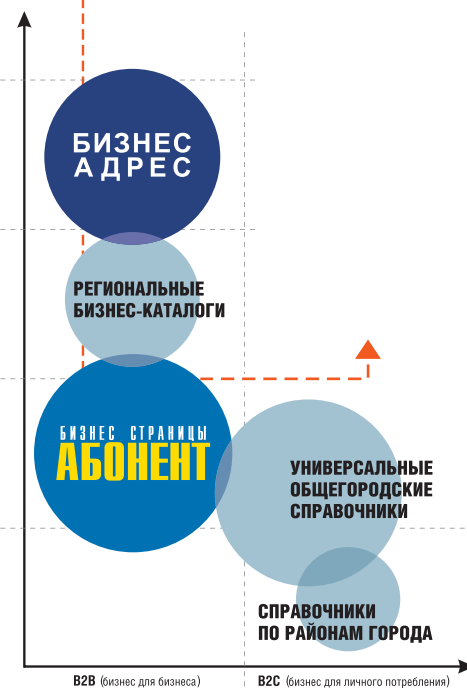 БИЗНЕС
АДРЕС
РЕГИОНАЛЬНЫЕ
БИЗНЕС-КАТАЛОГИ
БИЗНЕС СТРАНИЦЫ
АБОНЕНТ
УНИВЕРСАЛЬНЫЕ
ОБЩЕГОРОДСКИЕ
СПРАВОЧНИКИ
СПРАВОЧНИКИ
ПО РАЙОНАМ ГОРОДА
B2B (бизнес для бизнеса)
B2C (бизнес для личного потребления)